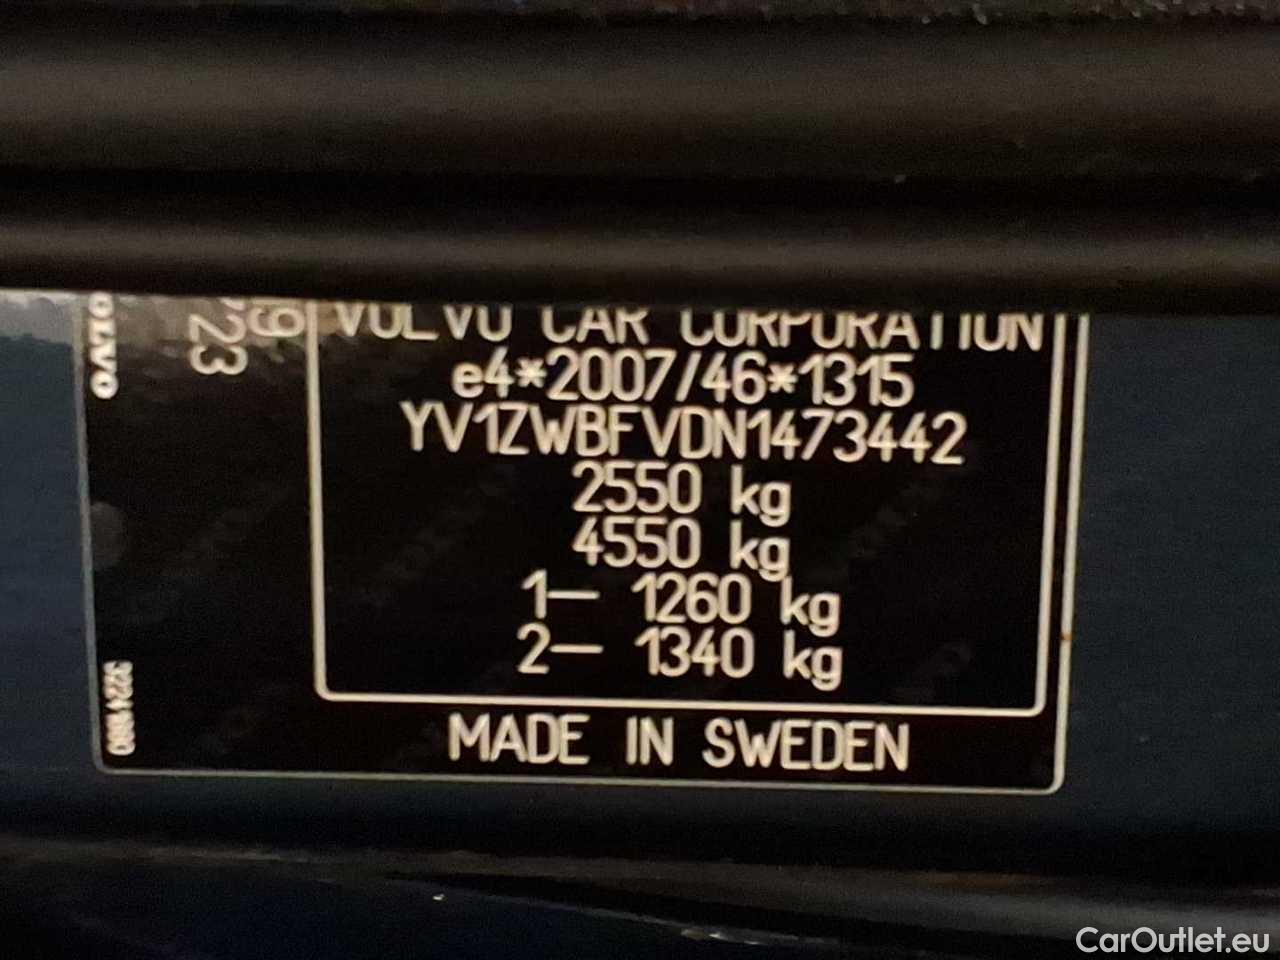 VOLVO CAR CORPORATION
e4*2007/46*1315
YV1ZWBFVDN1473442
2550 kg
4550 kg
1– 1260 kg
2– 1340 kg
MADE IN SWEDEN
723
VOLVO
CarOutlet.eu